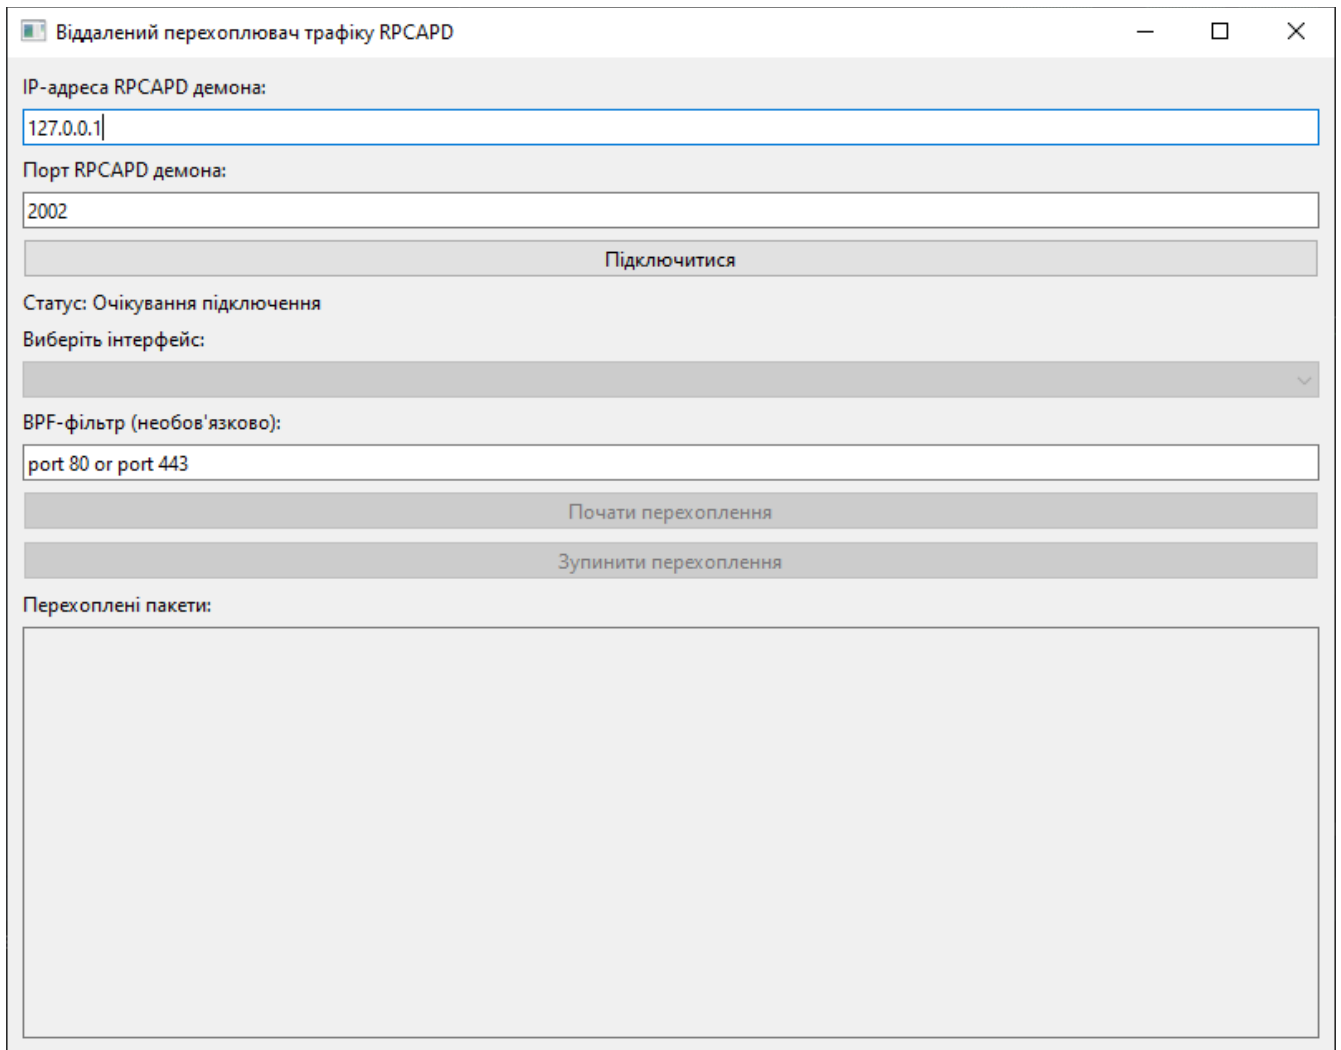 Віддалений перехоплювач трафіку RPCAPD
IP-адреса RPCAPD демона:
127.0.0.1
Порт RPCAPD демона:
2002
Підключитися
Статус: Очікування підключення
Виберіть інтерфейс:
BPF-фільтр (необов'язково):
port 80 or port 443
Почати перехоплення
Зупинити перехоплення
Перехоплені пакети: